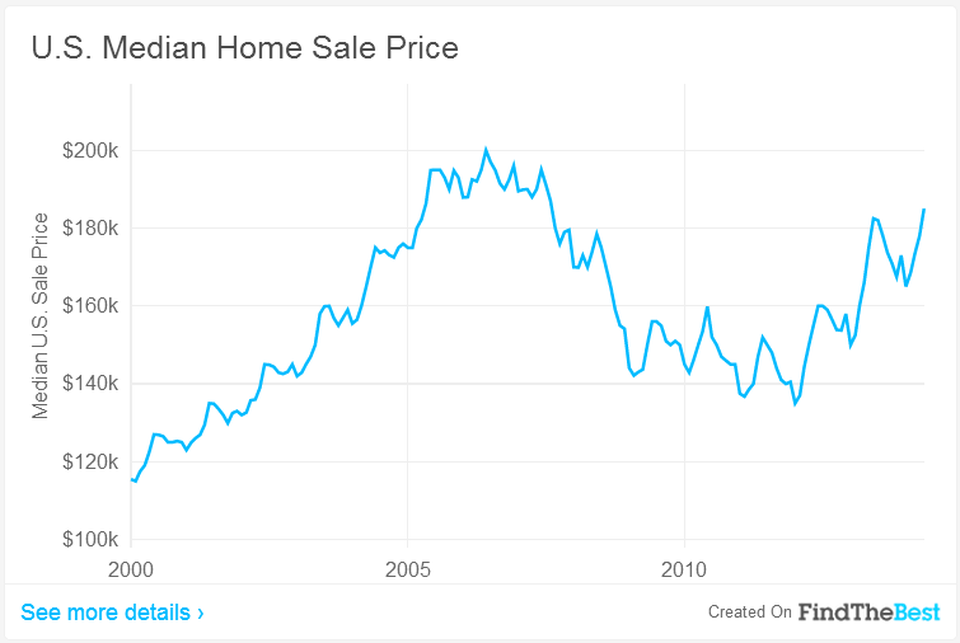 U.S. Median Home Sale Price
Median U.S. Sale Price
$200k
$180k
$160k
$140k
$120k
$100k
2000 2005 2010
See more details ›
Created On FindTheBest